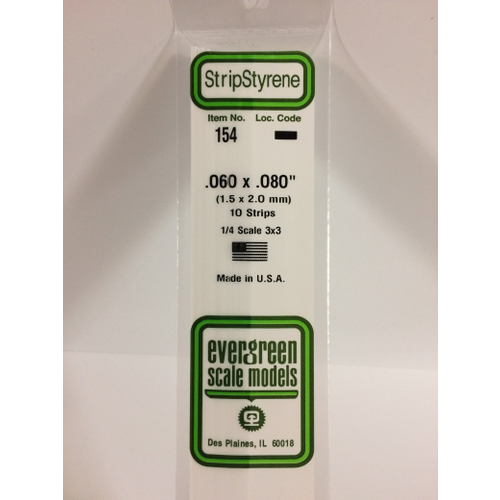 StripStyrene
Item No. Loc. Code
154
.060 x .080"
(1.5 x 2.0 mm)
10 Strips
1/4 Scale 3x3
Made in U.S.A.
evergreen
scale models
Des Plaines, IL 60018